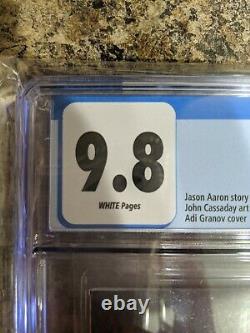 9.8
WHITE Pages
Jason Aaron story
John Cassaday art
Adi Granov cover